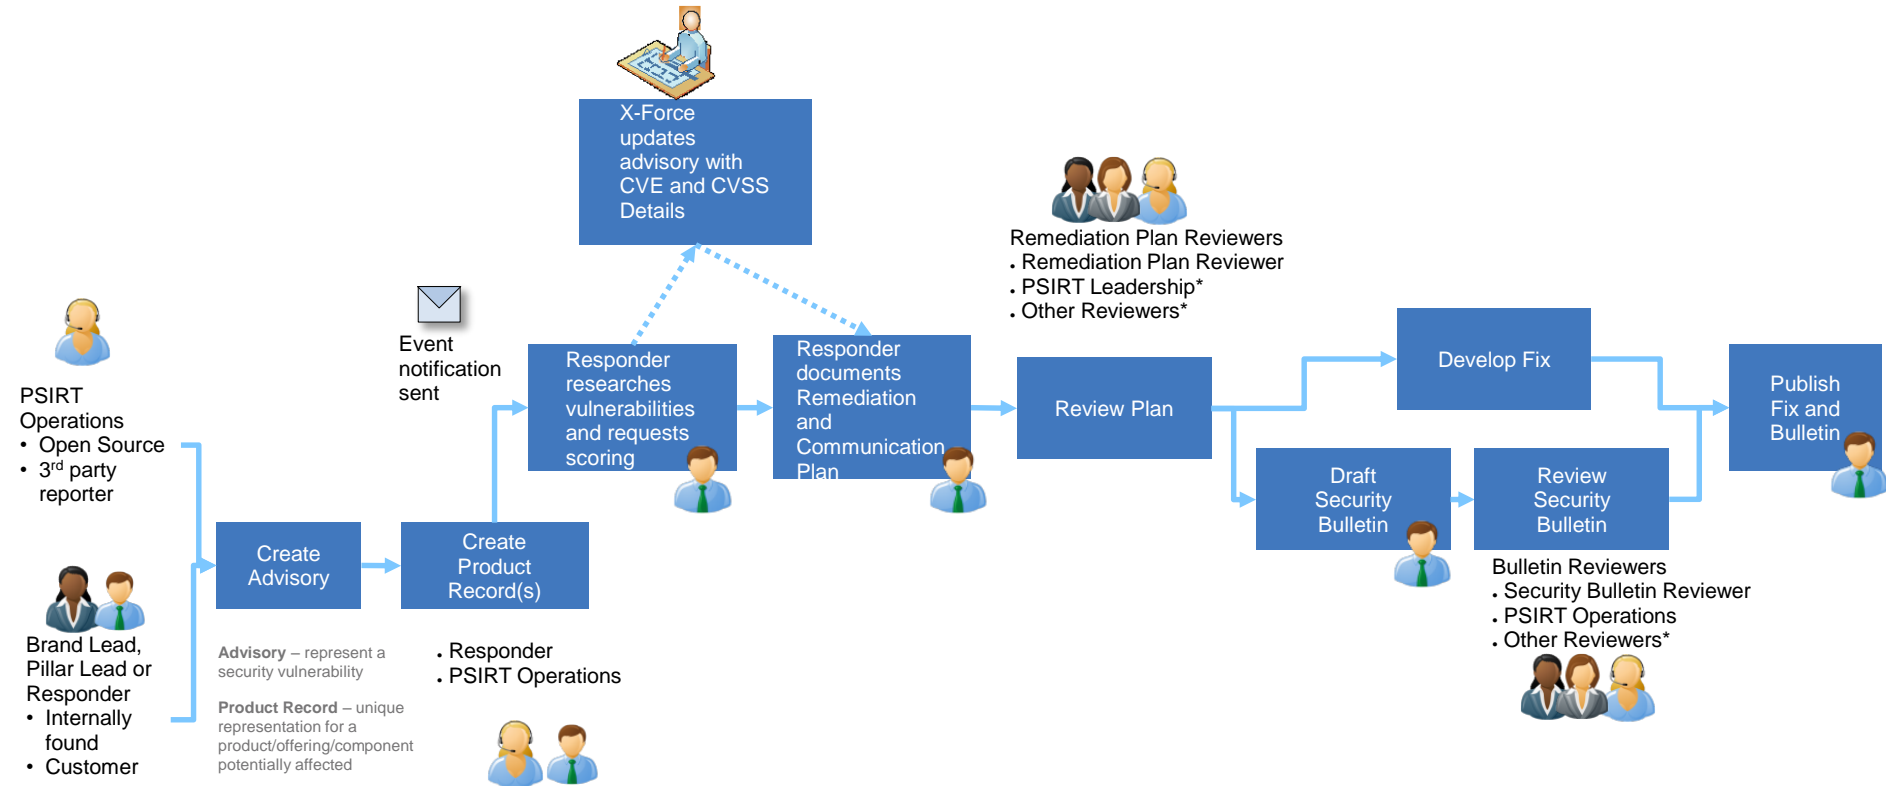 X-Force
updates
advisory with
CVE and CVSS
Details
Remediation Plan Reviewers
• Remediation Plan Reviewer
• PSIRT Leadership*
• Other Reviewers*
Event
notification
sent
PSIRT
Operations
• Open Source
• 3rd party
reporter
Responder
researches
vulnerabilities
and requests
scoring
Responder
documents
Remediation
and
Communication
Plan
Review Plan
Develop Fix
Publish
Fix and
Bulletin
Draft
Security
Bulletin
Review
Security
Bulletin
Create
Advisory
Create
Product
Record(s)
Bulletin Reviewers
• Security Bulletin Reviewer
• PSIRT Operations
• Other Reviewers*
Brand Lead,
Pillar Lead or
Responder
• Internally
found
• Customer
Advisory – represent a
security vulnerability
Product Record – unique
representation for a
product/offering/component
potentially affected
• Responder
• PSIRT Operations